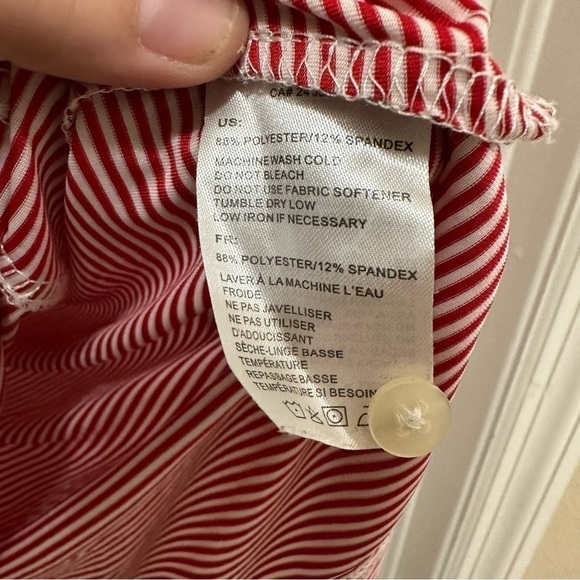 CA# 24
US:
88% POLYESTER/12% SPANDEX
MACHINE WASH COLD
DO NOT BLEACH
DO NOT USE FABRIC SOFTENER
TUMBLE DRY LOW
LOW IRON IF NECESSARY
FR:
88% POLYESTER/12% SPANDEX
LAVER À LA MACHINE L'EAU
FROIDE
NE PAS JAVELLISER
NE PAS UTILISER
D'ADOUCISSANT
SÈCHE-LINGE BASSE
TEMPÉRATURE
REPASSAGE BASSE
TEMPÉRATURE SI BESOIN